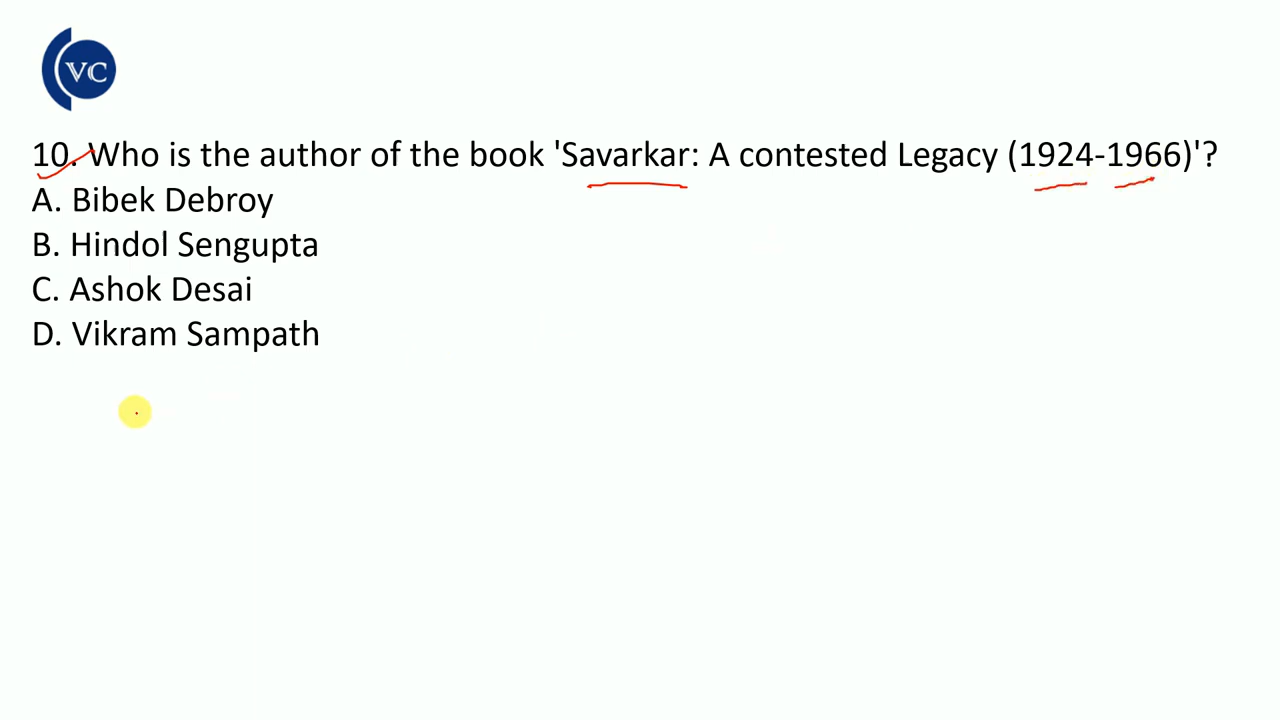 VC
10. Who is the author of the book 'Savarkar: A contested Legacy (1924-1966)'?
A. Bibek Debroy
B. Hindol Sengupta
C. Ashok Desai
D. Vikram Sampath